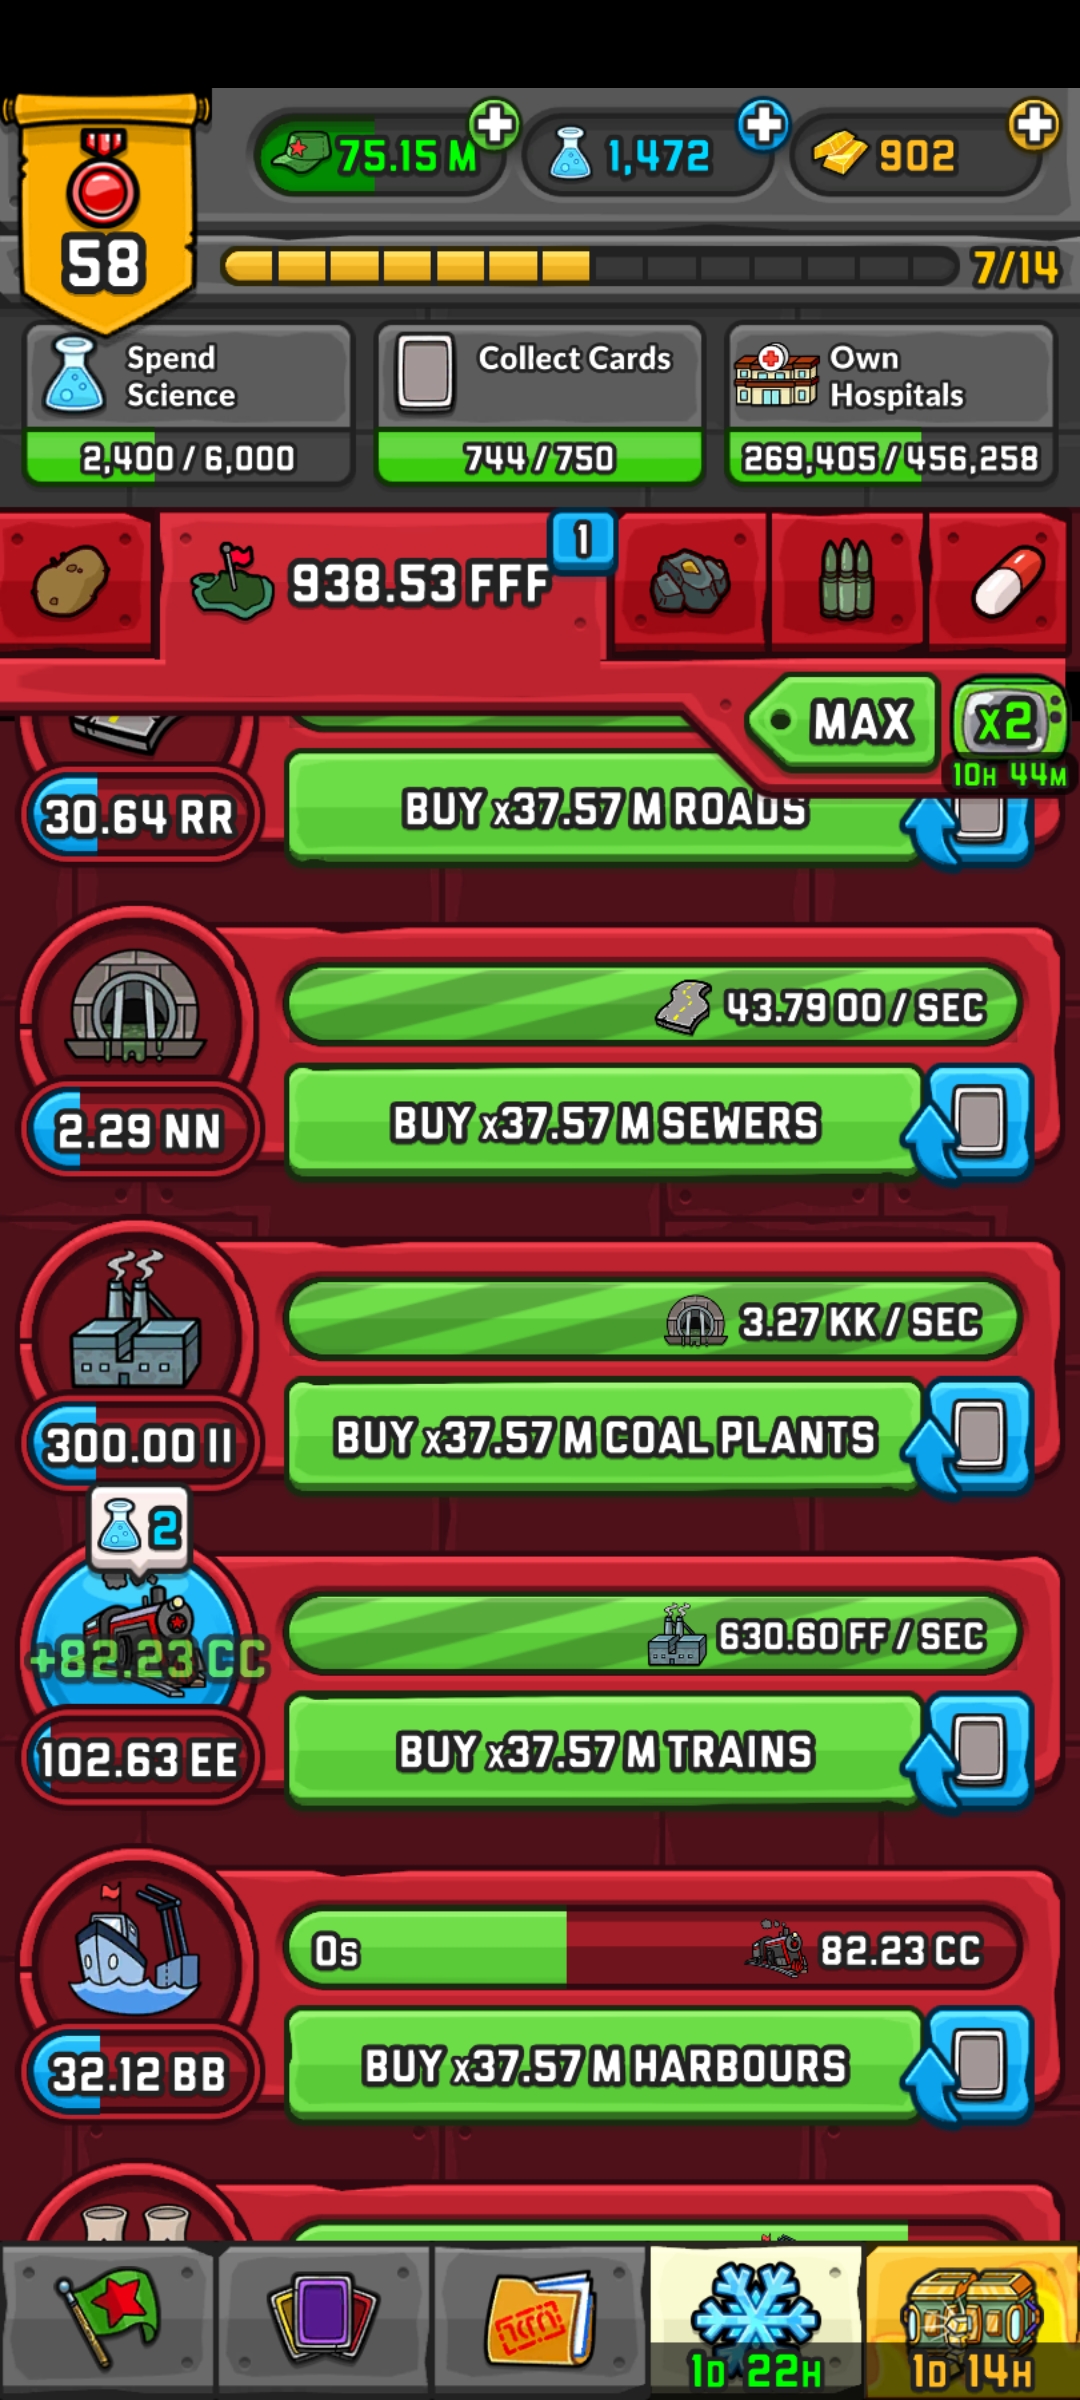 58
75.15 M
1,472
902
7/14
Spend
Science
2,400 / 6,000
Collect Cards
744 / 750
Own
Hospitals
269,405 / 456,258
938.53 FFF
1
MAX
x2
10H 44M
30.64 RR
BUY x37.57 M ROADS
43.79 OO / SEC
2.29 NN
BUY x37.57 M SEWERS
3.27 KK / SEC
300.00 II
BUY x37.57 M COAL PLANTS
2
630.60 FF / SEC
+82.23 CC
102.63 EE
BUY x37.57 M TRAINS
0s
82.23 CC
32.12 BB
BUY x37.57 M HARBOURS
1D 22H
1D 14H